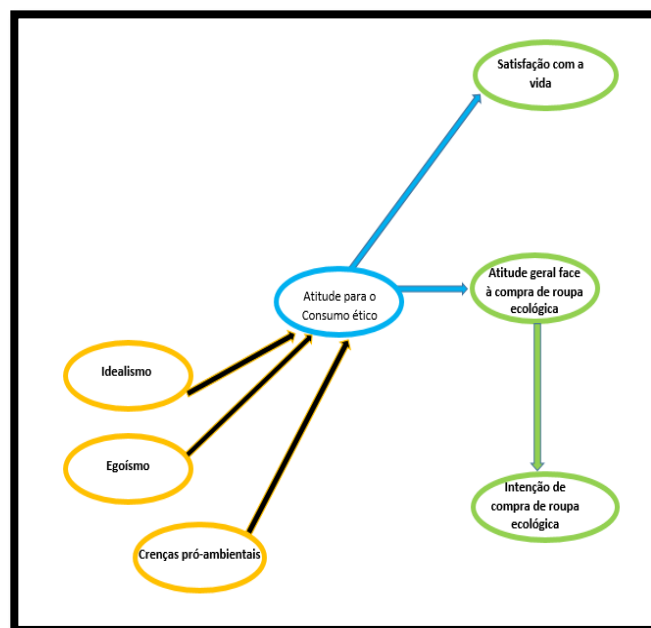 Satisfação com a
vida
Atitude geral face
à compra de roupa
ecológica
Atitude para o
Consumo ético
Idealismo
Egoísmo
Intenção de
compra de roupa
ecológica
Crenças pró-ambientais